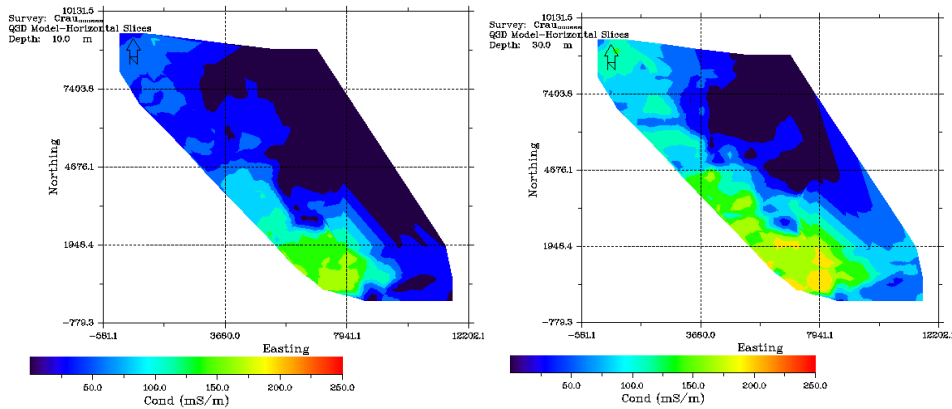 Survey: Crau
QGD Model-Horizontal Slices
Depth: 10.0 m
10131.5
7403.8
4676.1
1948.4
-779.3
Northing
N
-581.1
3680.0
7941.1
12202.1
Easting
50.0
100.0
150.0
200.0
250.0
Cond (mS/m)
Survey: Crau
QGD Model-Horizontal Slices
Depth: 30.0 m
10131.5
7403.8
4676.1
1948.4
-779.3
Northing
N
-581.1
3680.0
7941.1
12202.1
Easting
50.0
100.0
150.0
200.0
250.0
Cond (mS/m)